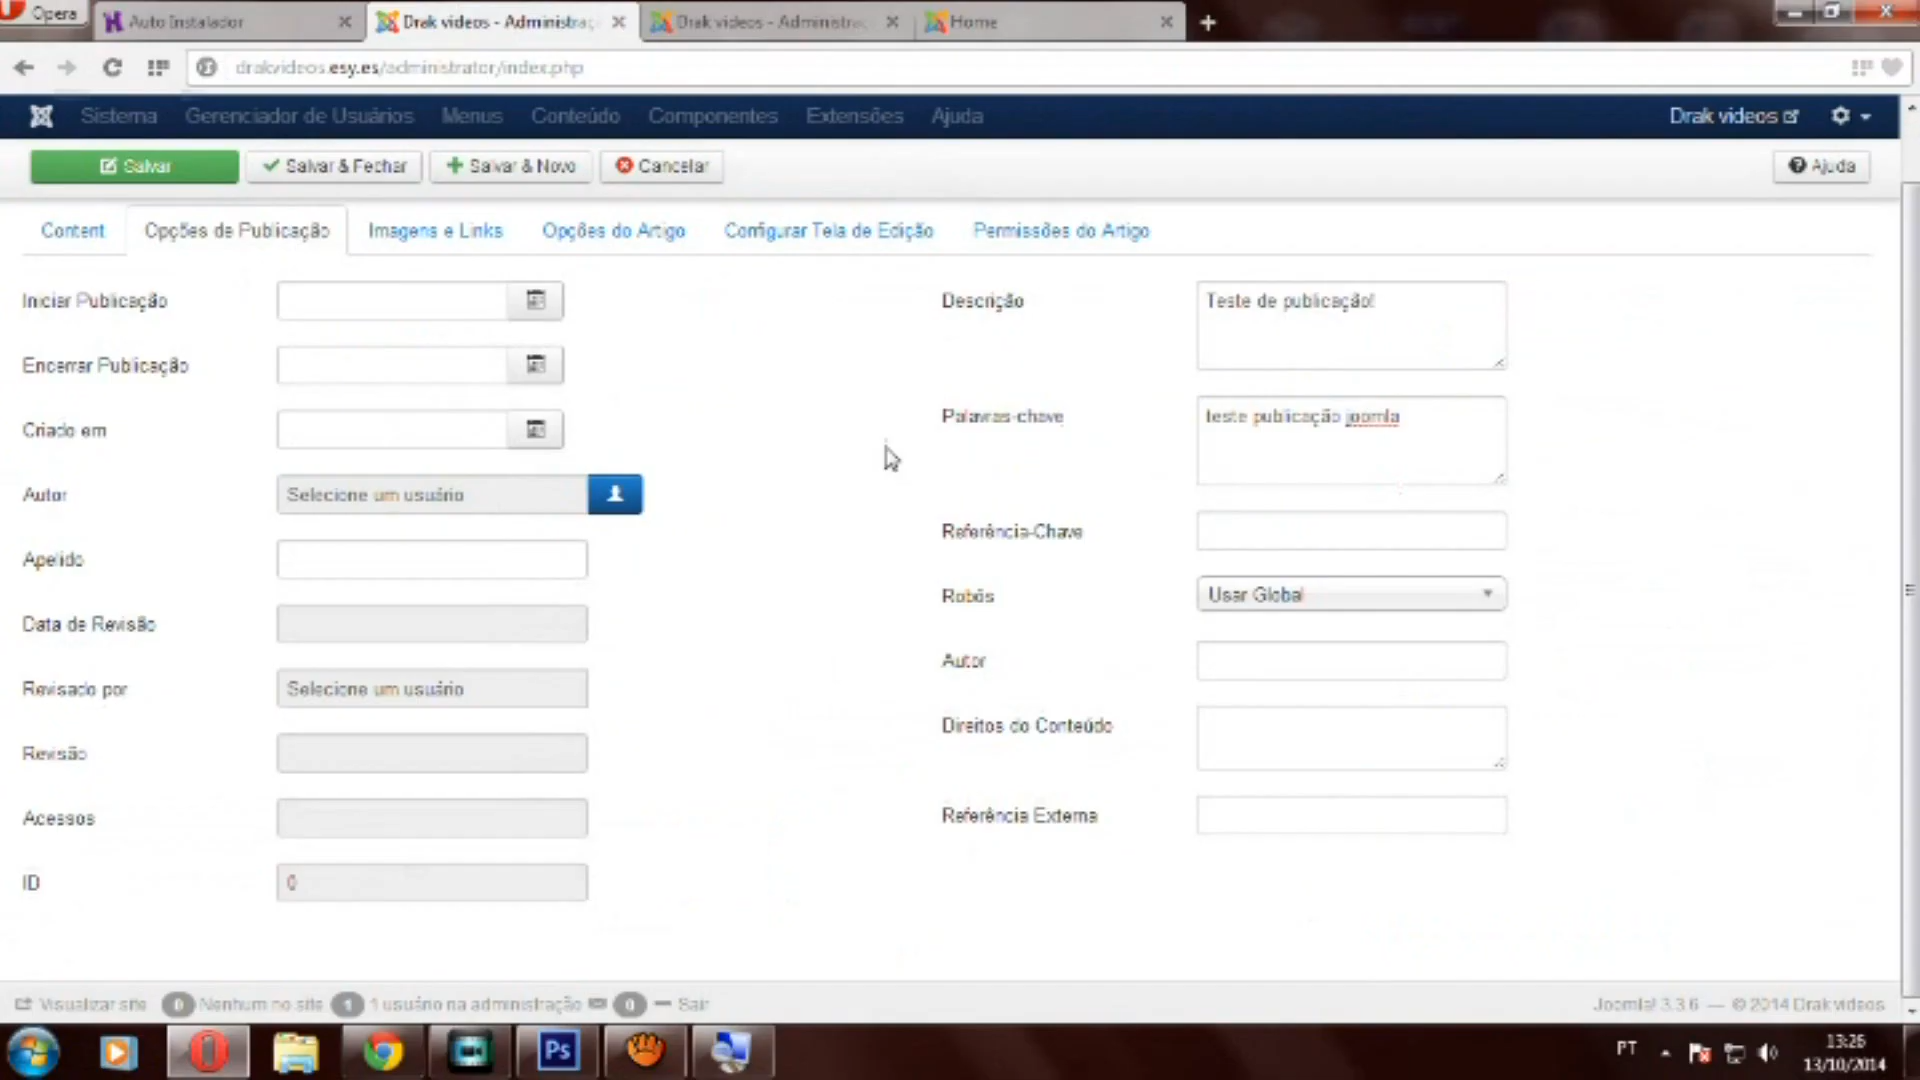 Opera
Auto Instalador
Drak videos - Administraç
Drak videos - Administraç
Home
drakvideos.esy.es/administrator/index.php
Sistema Gerenciador de Usuários Menus Conteúdo Componentes Extensões Ajuda
Drak videos
Salvar
Salvar & Fechar
Salvar & Novo
Cancelar
Ajuda
Content
Opções de Publicação
Imagens e Links
Opções do Artigo
Configurar Tela de Edição
Permissões do Artigo
Iniciar Publicação
Encerrar Publicação
Criado em
Autor
Selecione um usuário
Apelido
Data de Revisão
Revisado por
Selecione um usuário
Revisão
Acessos
ID
0
Descrição
Teste de publicação!
Palavras-chave
teste publicação joomla
Referência-Chave
Robôs
Usar Global
Autor
Direitos do Conteúdo
Referência Externa
Visualizar site 0 Nenhum no site 1 1 usuário na administração 0 Sair
Joomla! 3.3.6 — © 2014 Drak videos
Ps
PT
13:26
13/10/2014